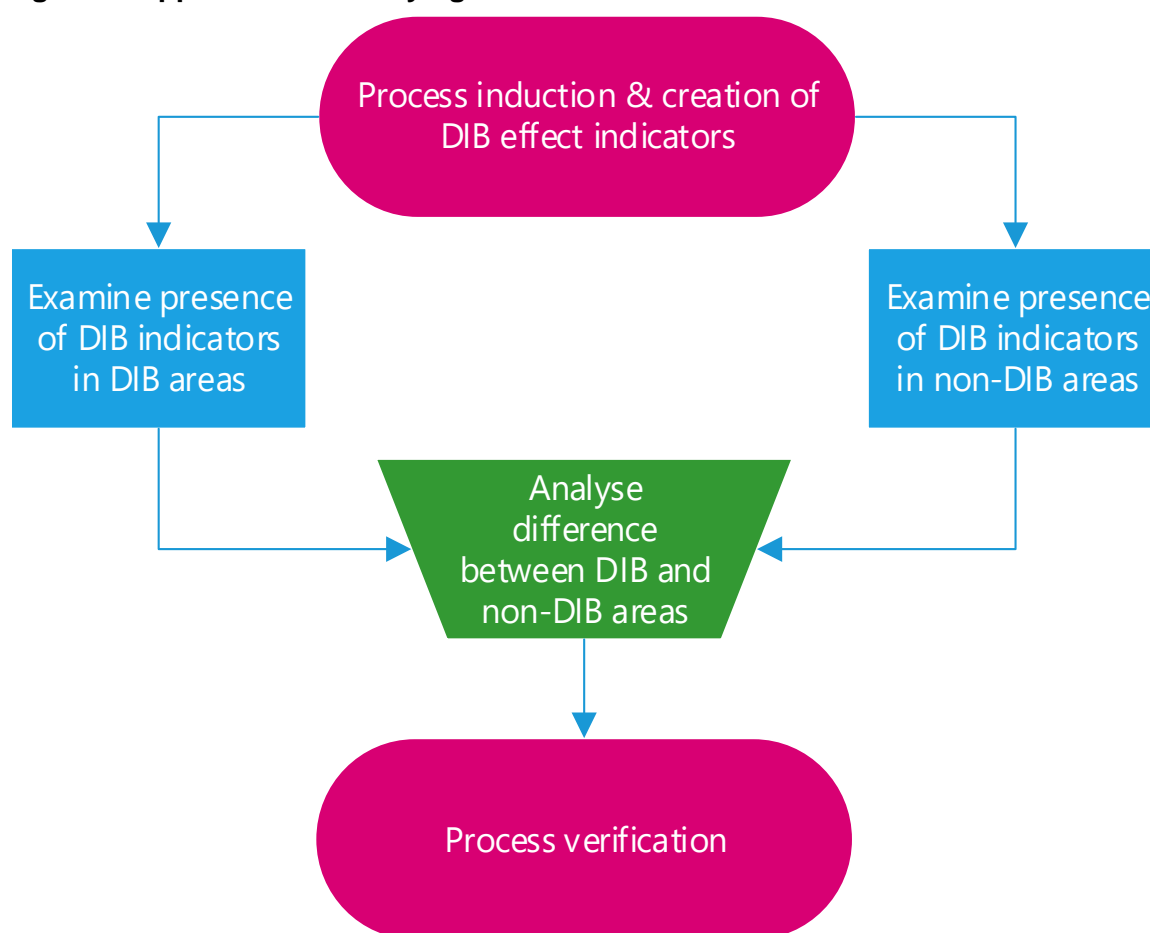 Process induction & creation of
DIB effect indicators
Examine presence
of DIB indicators
in DIB areas
Examine presence
of DIB indicators
in non-DIB areas
Analyse
difference
between DIB and
non-DIB areas
Process verification